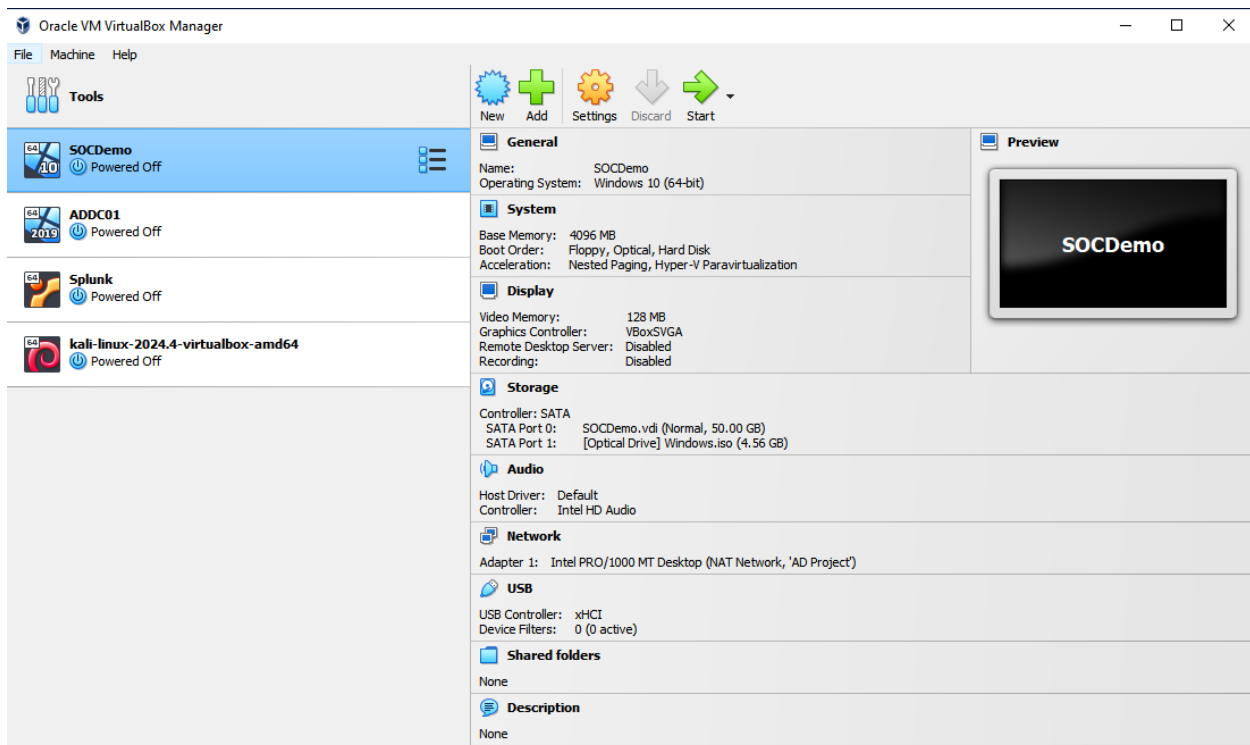 Oracle VM VirtualBox Manager
File Machine Help
Tools
New Add Settings Discard Start
64 10 SOCDemo
Powered Off
64 2019 ADDC01
Powered Off
64 Splunk
Powered Off
64 kali-linux-2024.4-virtualbox-amd64
Powered Off
General
Name: SOCDemo
Operating System: Windows 10 (64-bit)
System
Base Memory: 4096 MB
Boot Order: Floppy, Optical, Hard Disk
Acceleration: Nested Paging, Hyper-V Paravirtualization
Display
Video Memory: 128 MB
Graphics Controller: VBoxSVGA
Remote Desktop Server: Disabled
Recording: Disabled
Preview
SOCDemo
Storage
Controller: SATA
SATA Port 0: SOCDemo.vdi (Normal, 50.00 GB)
SATA Port 1: [Optical Drive] Windows.iso (4.56 GB)
Audio
Host Driver: Default
Controller: Intel HD Audio
Network
Adapter 1: Intel PRO/1000 MT Desktop (NAT Network, 'AD Project')
USB
USB Controller: xHCI
Device Filters: 0 (0 active)
Shared folders
None
Description
None